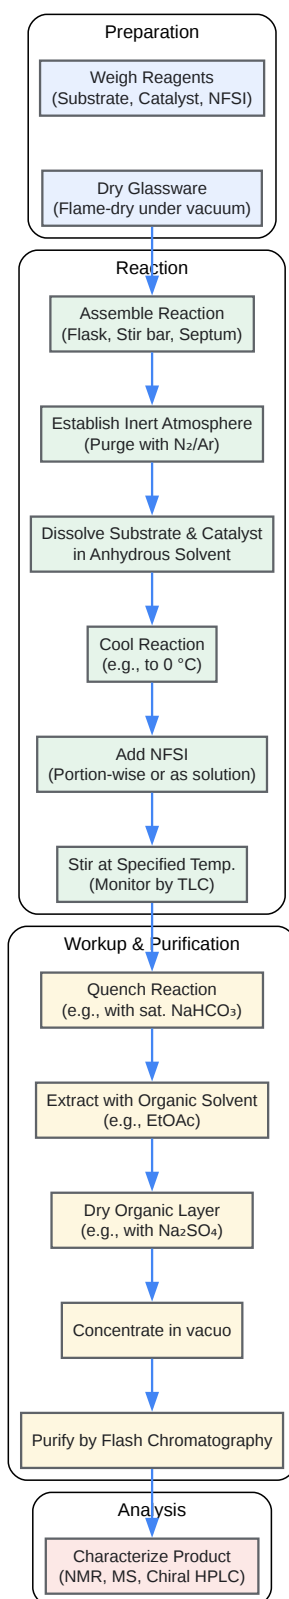 Preparation
Weigh Reagents
(Substrate, Catalyst, NFSI)
Dry Glassware
(Flame-dry under vacuum)
Reaction
Assemble Reaction
(Flask, Stir bar, Septum)
Establish Inert Atmosphere
(Purge with N₂/Ar)
Dissolve Substrate & Catalyst
in Anhydrous Solvent
Cool Reaction
(e.g., to 0 °C)
Add NFSI
(Portion-wise or as solution)
Stir at Specified Temp.
(Monitor by TLC)
Workup & Purification
Quench Reaction
(e.g., with sat. NaHCO₃)
Extract with Organic Solvent
(e.g., EtOAc)
Dry Organic Layer
(e.g., with Na₂SO₄)
Concentrate in vacuo
Purify by Flash Chromatography
Analysis
Characterize Product
(NMR, MS, Chiral HPLC)